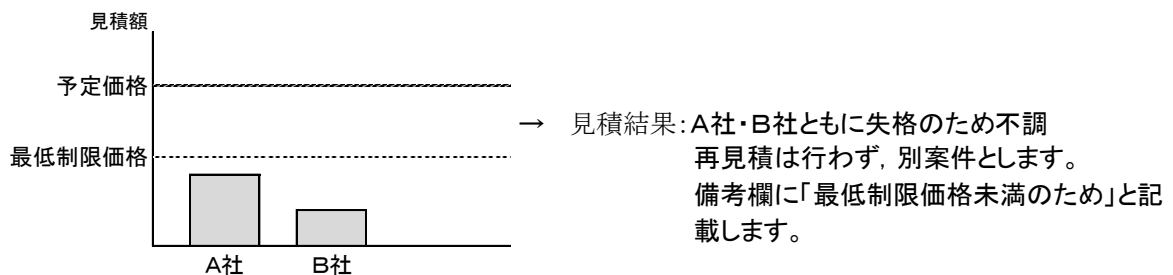 見積額
予定価格
最低制限価格
A社
B社
→ 見積結果:A社・B社ともに失格のため不調
再見積は行わず,別案件とします。
備考欄に「最低制限価格未満のため」と記
載します。